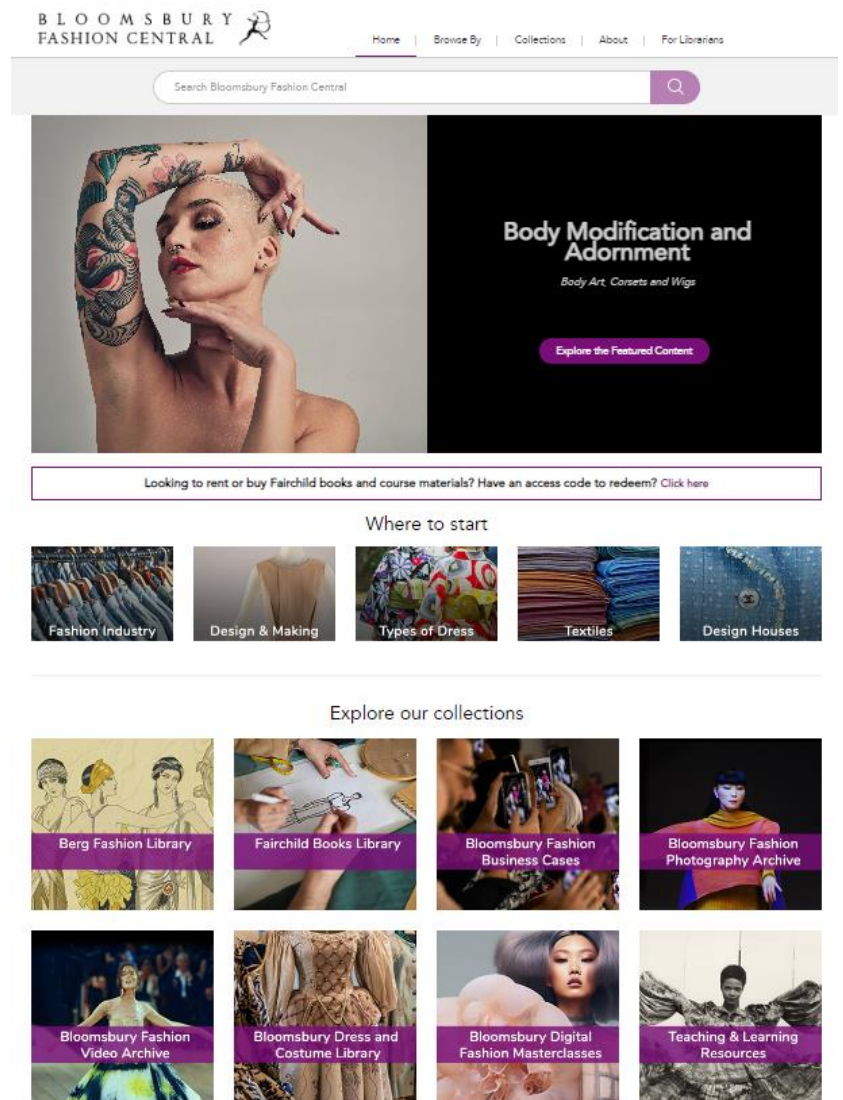 BLOOMSBURY
FASHION CENTRAL
Home | Browse By | Collections | About | For Librarians
Search Bloomsbury Fashion Central
Body Modification and
Adornment
Body Art, Corsets and Wigs
Explore the Featured Content
Looking to rent or buy Fairchild books and course materials? Have an access code to redeem? Click here
Where to start
Fashion Industry
Design & Making
Types of Dress
Textiles
Design Houses
Explore our collections
Berg Fashion Library
Fairchild Books Library
Bloomsbury Fashion
Business Cases
Bloomsbury Fashion
Photography Archive
Bloomsbury Fashion
Video Archive
Bloomsbury Dress and
Costume Library
Bloomsbury Digital
Fashion Masterclasses
Teaching & Learning
Resources